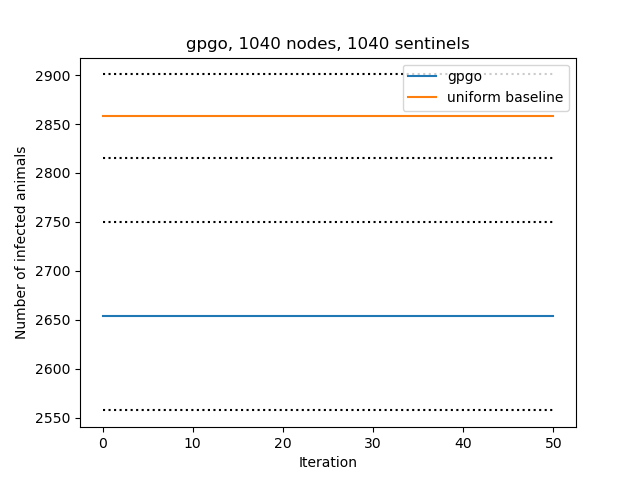 gpgo, 1040 nodes, 1040 sentinels
gpgo
uniform baseline
Number of infected animals
2900
2850
2800
2750
2700
2650
2600
2550
0 10 20 30 40 50
Iteration